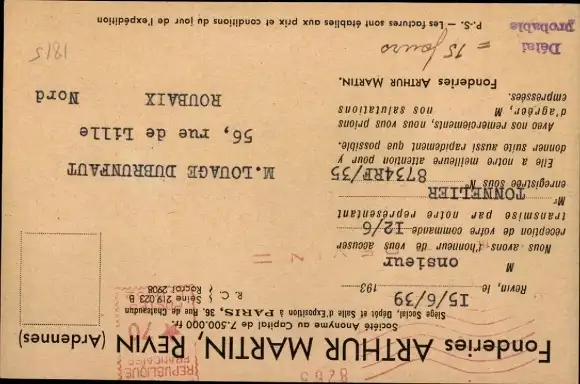 Fonderies ARTHUR MARTIN, REVIN (Ardennes)
Société Anonyme au Capital de 7.500.000 fr.
Siège Social, Dépôt et Salle d'Exposition à PARIS, 36, Rue de Chateaudun
R. C. Seine 219.023 B
Rocroi 2908
REPUBLIQUE
FRANCAISE
REVIN
Revin, le, 15/6/39 193
M onsieur
Nous avons l'honneur de vous accuser
réception de votre commande 12/6
transmise par notre représentant
Mr TONNELIER
enregistrée sous N° 8734RF/35
Elle a notre meilleure attention pour y
donner suite aussi rapidement que possible.
Avec nos remerciements, nous vous prions
d'agréer, M nos salutations
empressées.
Fonderies ARTHUR MARTIN.
M. LOUAGE DUBRUNFAUT
56, rue de Lille
ROUBAIX Nord
Délai
probable
= 15 jours
1815
P.-S. — Les factures sont établies aux prix et conditions du jour de l'expédition